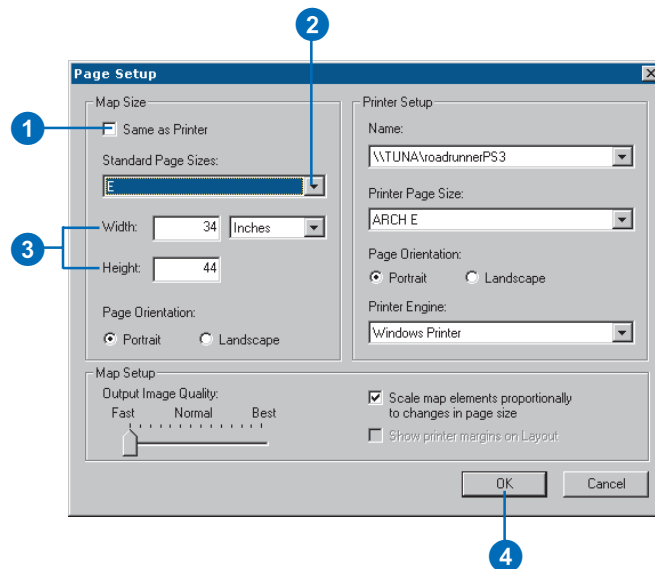 2
Page Setup
Map Size
1
Same as Printer
Standard Page Sizes:
E
3
Width: 34 Inches
Height: 44
Page Orientation:
Portrait Landscape
Printer Setup
Name:
\\TUNA\roadrunnerPS3
Printer Page Size:
ARCH E
Page Orientation:
Portrait Landscape
Printer Engine:
Windows Printer
Map Setup
Output Image Quality:
Fast Normal Best
Scale map elements proportionally
to changes in page size
Show printer margins on Layout
OK Cancel
4